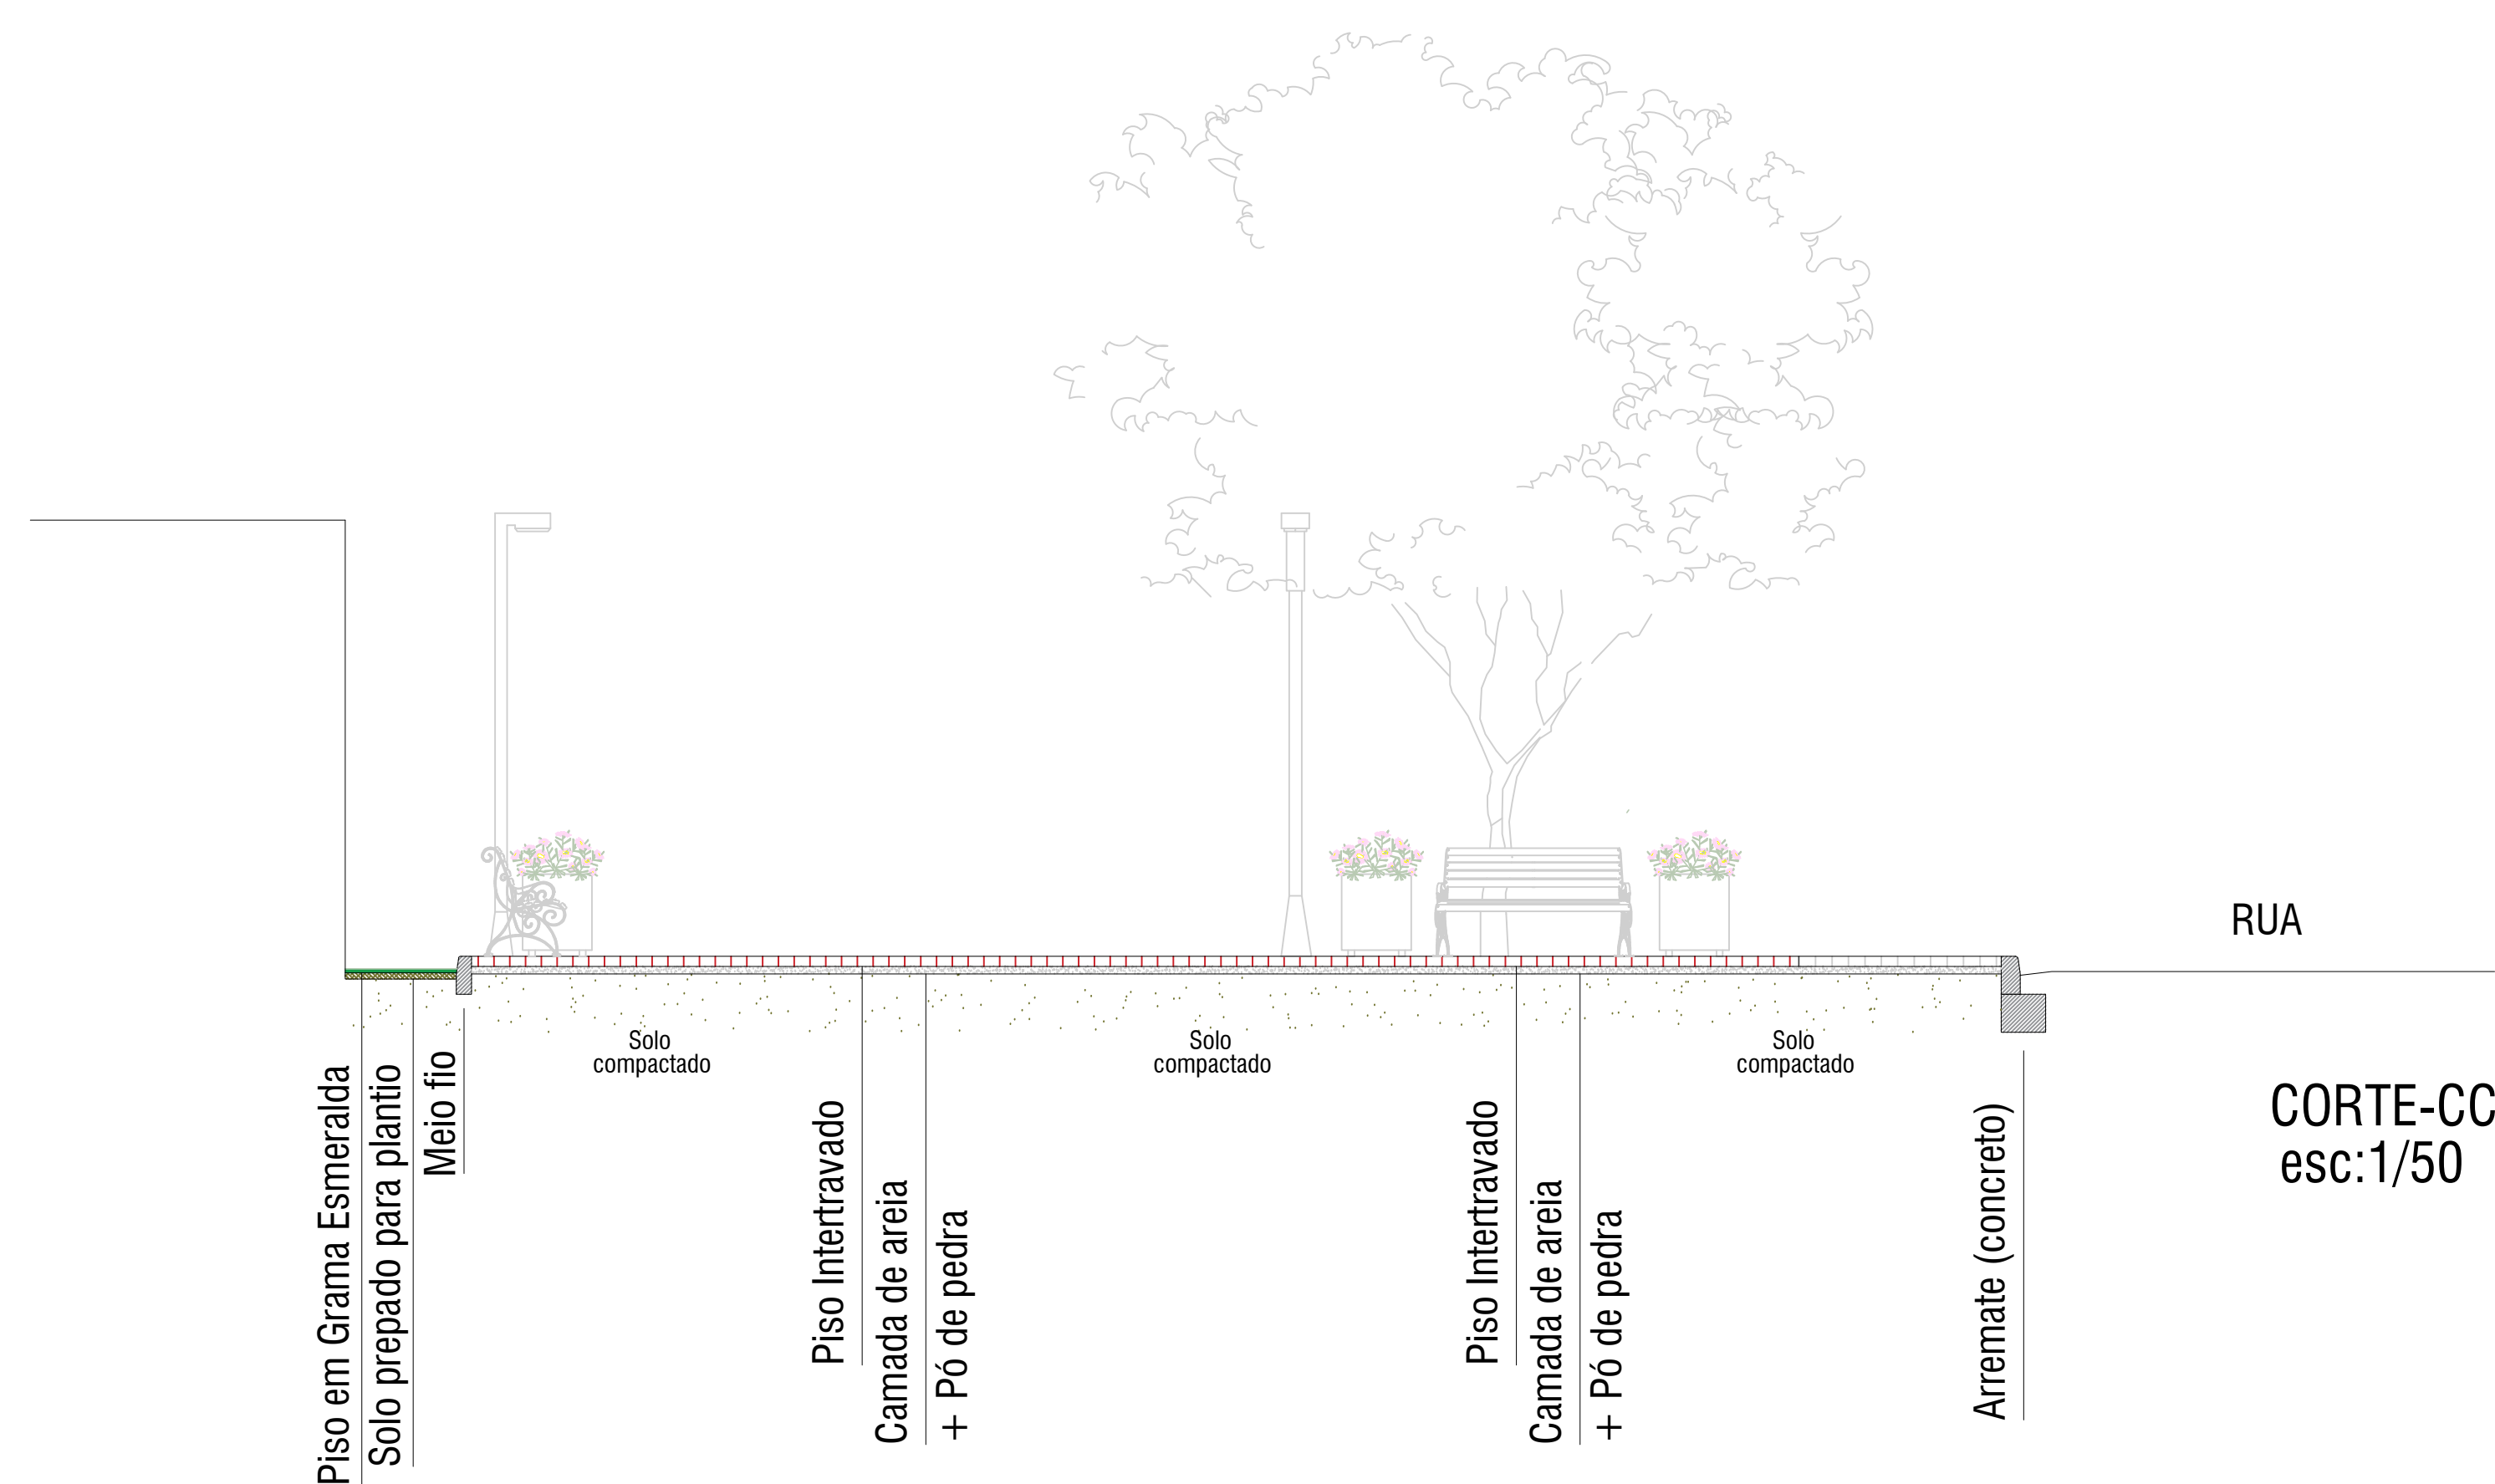 RUA
Solo
compactado
Solo
compactado
Solo
compactado
Piso em Grama Esmeralda
Solo prepado para plantio
Meio fio
Piso Intertravado
Camada de areia
+ Pó de pedra
Piso Intertravado
Camada de areia
+ Pó de pedra
Arremate (concreto)
CORTE-CC
esc:1/50